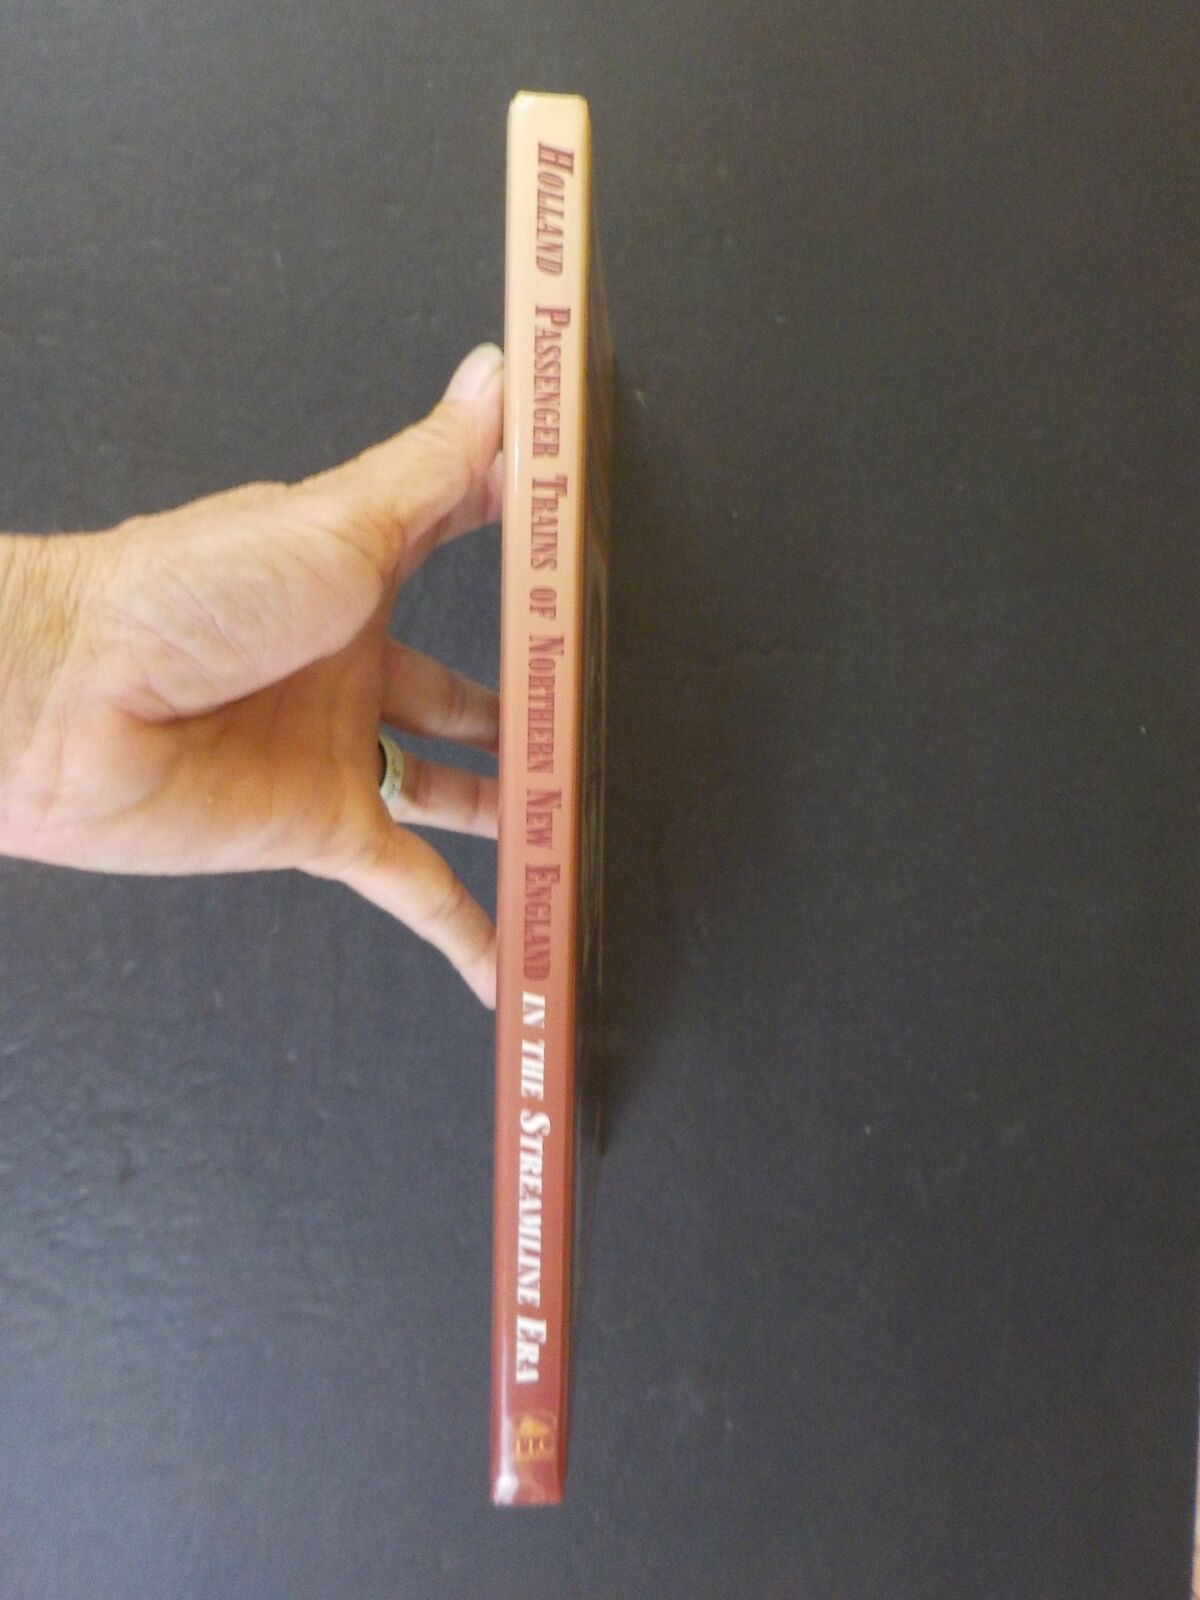 HOLLAND PASSENGER TRAINS OF NORTHERN NEW ENGLAND IN THE STREAMLINE ERA